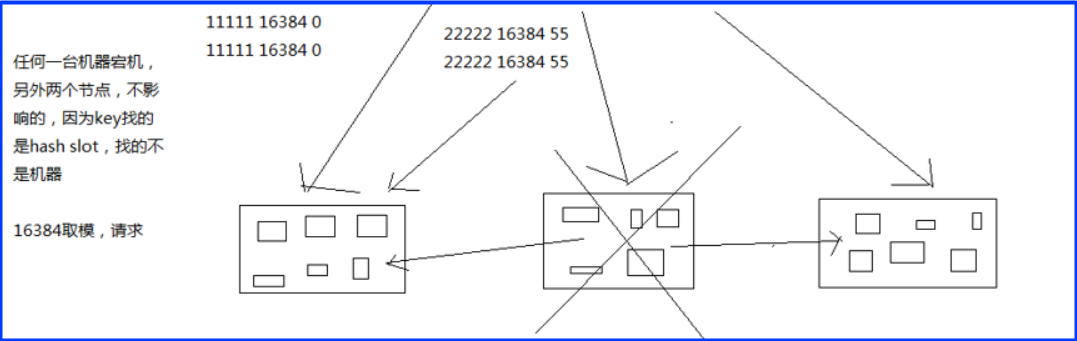 11111 16384 0
11111 16384 0
22222 16384 55
22222 16384 55
任何一台机器宕机，
另外两个节点，不影
响的，因为key找的
是hash slot，找的不
是机器
16384取模，请求